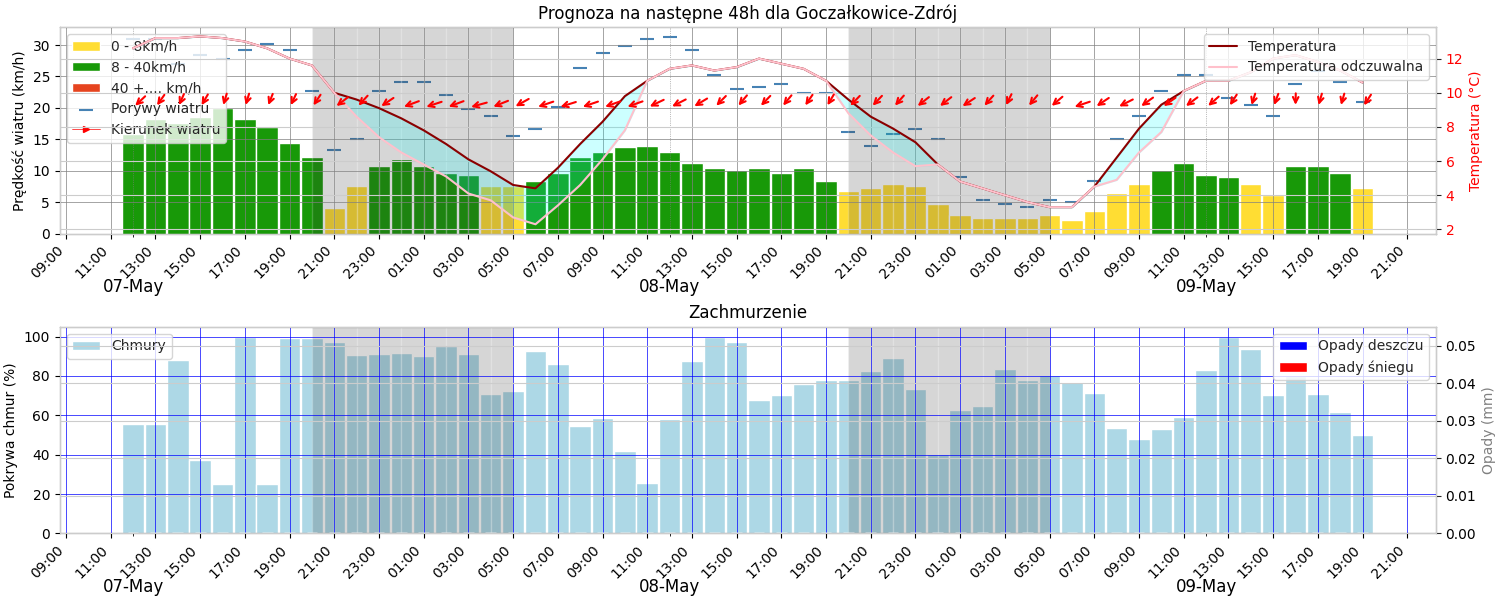 Prognoza na następne 48h dla Goczałkowice-Zdrój
Prędkość wiatru (km/h)
30
25
20
15
10
5
0
0 - 8km/h
8 - 40km/h
40 +.... km/h
Porywy wiatru
Kierunek wiatru
Temperatura
Temperatura odczuwalna
12
10
8
6
4
2
Temperatura (°C)
09:00 11:00 13:00 15:00 17:00 19:00 21:00 23:00 01:00 03:00 05:00 07:00 09:00 11:00 13:00 15:00 17:00 19:00 21:00 23:00 01:00 03:00 05:00 07:00 09:00 11:00 13:00 15:00 17:00 19:00 21:00
07-May 08-May 09-May
Zachmurzenie
Pokrywa chmur (%)
100
80
60
40
20
0
Chmury
Opady deszczu
Opady śniegu
0.05
0.04
0.03
0.02
0.01
0.00
Opady (mm)
09:00 11:00 13:00 15:00 17:00 19:00 21:00 23:00 01:00 03:00 05:00 07:00 09:00 11:00 13:00 15:00 17:00 19:00 21:00 23:00 01:00 03:00 05:00 07:00 09:00 11:00 13:00 15:00 17:00 19:00 21:00
07-May 08-May 09-May